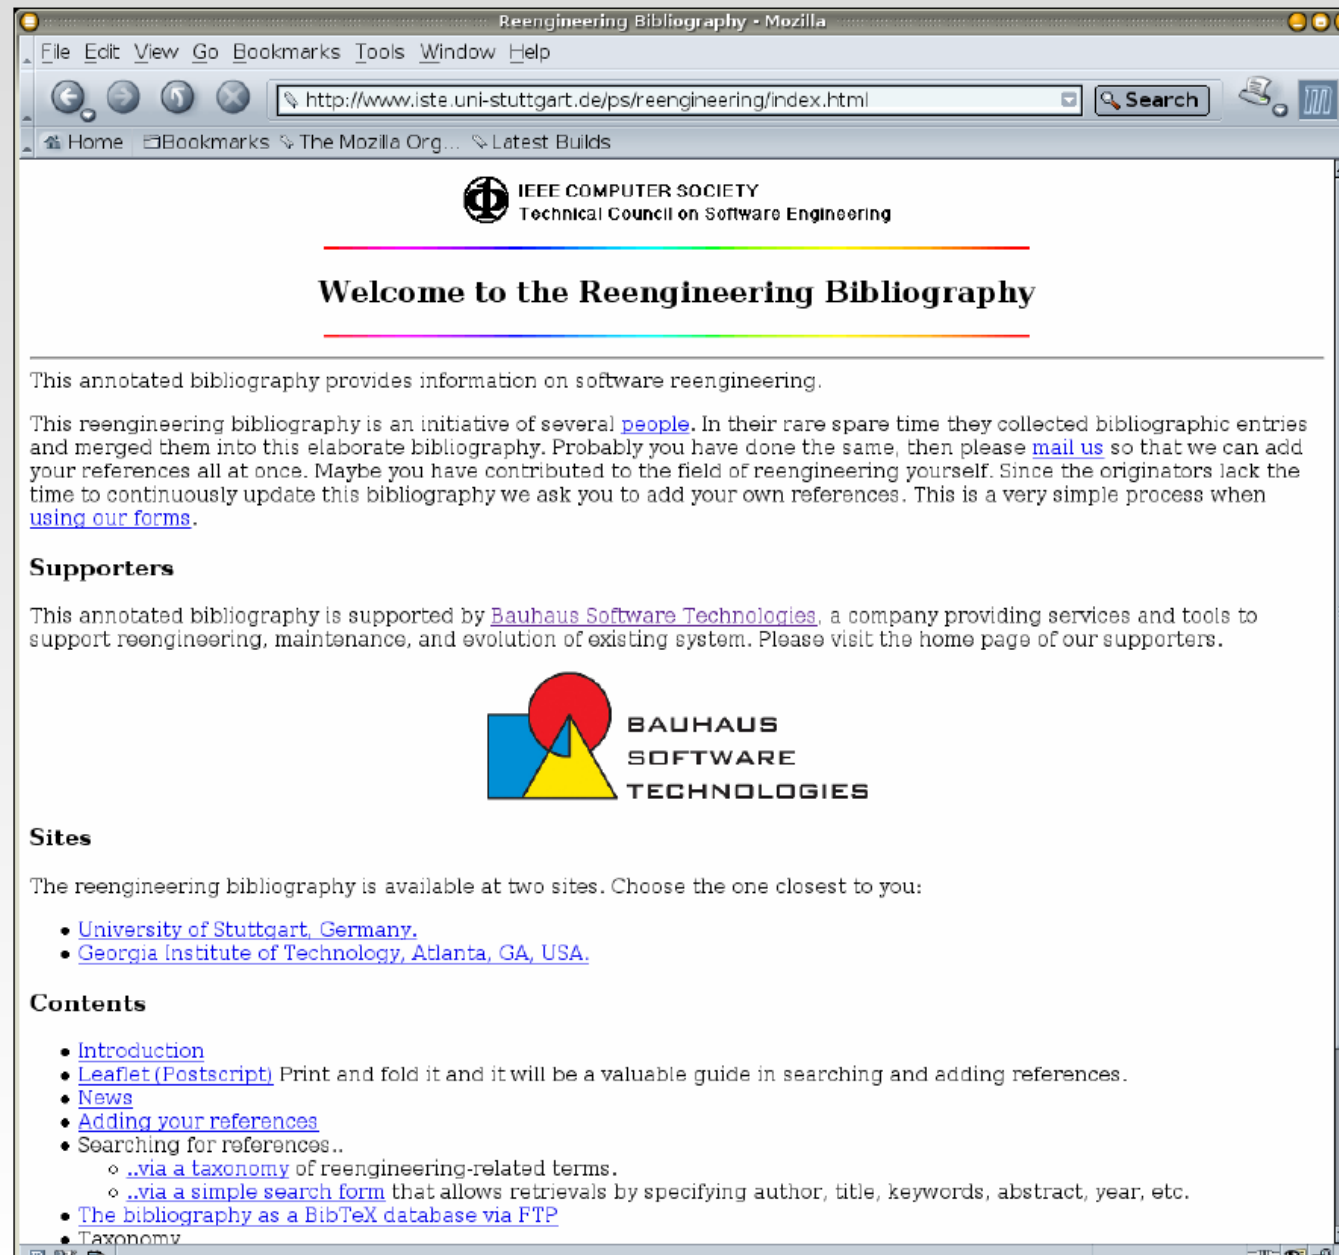 Reengineering Bibliography - Mozilla
File Edit View Go Bookmarks Tools Window Help
http://www.iste.uni-stuttgart.de/ps/reengineering/index.html Search
Home Bookmarks The Mozilla Org... Latest Builds
IEEE COMPUTER SOCIETY
Technical Council on Software Engineering
Welcome to the Reengineering Bibliography
This annotated bibliography provides information on software reengineering.
This reengineering bibliography is an initiative of several people. In their rare spare time they collected bibliographic entries
and merged them into this elaborate bibliography. Probably you have done the same, then please mail us so that we can add
your references all at once. Maybe you have contributed to the field of reengineering yourself. Since the originators lack the
time to continuously update this bibliography we ask you to add your own references. This is a very simple process when
using our forms.
Supporters
This annotated bibliography is supported by Bauhaus Software Technologies, a company providing services and tools to
support reengineering, maintenance, and evolution of existing system. Please visit the home page of our supporters.
BAUHAUS
SOFTWARE
TECHNOLOGIES
Sites
The reengineering bibliography is available at two sites. Choose the one closest to you:
• University of Stuttgart, Germany.
• Georgia Institute of Technology, Atlanta, GA, USA.
Contents
• Introduction
• Leaflet (Postscript) Print and fold it and it will be a valuable guide in searching and adding references.
• News
• Adding your references
• Searching for references..
◦ ..via a taxonomy of reengineering-related terms.
◦ ..via a simple search form that allows retrievals by specifying author, title, keywords, abstract, year, etc.
• The bibliography as a BibTeX database via FTP
• Taxonomy